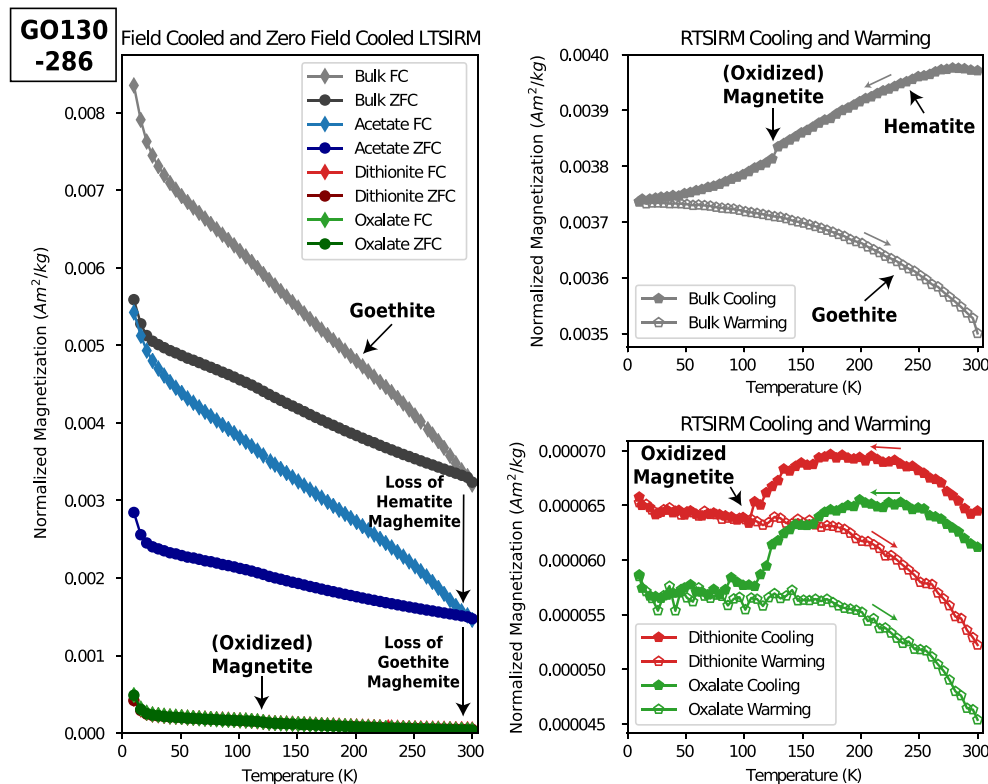 GO130
-286
Field Cooled and Zero Field Cooled LTSIRM
Normalized Magnetization (Am²/kg)
0.008
0.007
0.006
0.005
0.004
0.003
0.002
0.001
0.000
Bulk FC
Bulk ZFC
Acetate FC
Acetate ZFC
Dithionite FC
Dithionite ZFC
Oxalate FC
Oxalate ZFC
Goethite
Loss of
Hematite
Maghemite
(Oxidized)
Magnetite
Loss of
Goethite
Maghemite
0 50 100 150 200 250 300
Temperature (K)
RTSIRM Cooling and Warming
Normalized Magnetization (Am²/kg)
0.0040
0.0039
0.0038
0.0037
0.0036
0.0035
(Oxidized)
Magnetite
Hematite
Goethite
Bulk Cooling
Bulk Warming
0 50 100 150 200 250 300
Temperature (K)
RTSIRM Cooling and Warming
Normalized Magnetization (Am²/kg)
0.000070
0.000065
0.000060
0.000055
0.000050
0.000045
Oxidized
Magnetite
Dithionite Cooling
Dithionite Warming
Oxalate Cooling
Oxalate Warming
0 50 100 150 200 250 300
Temperature (K)